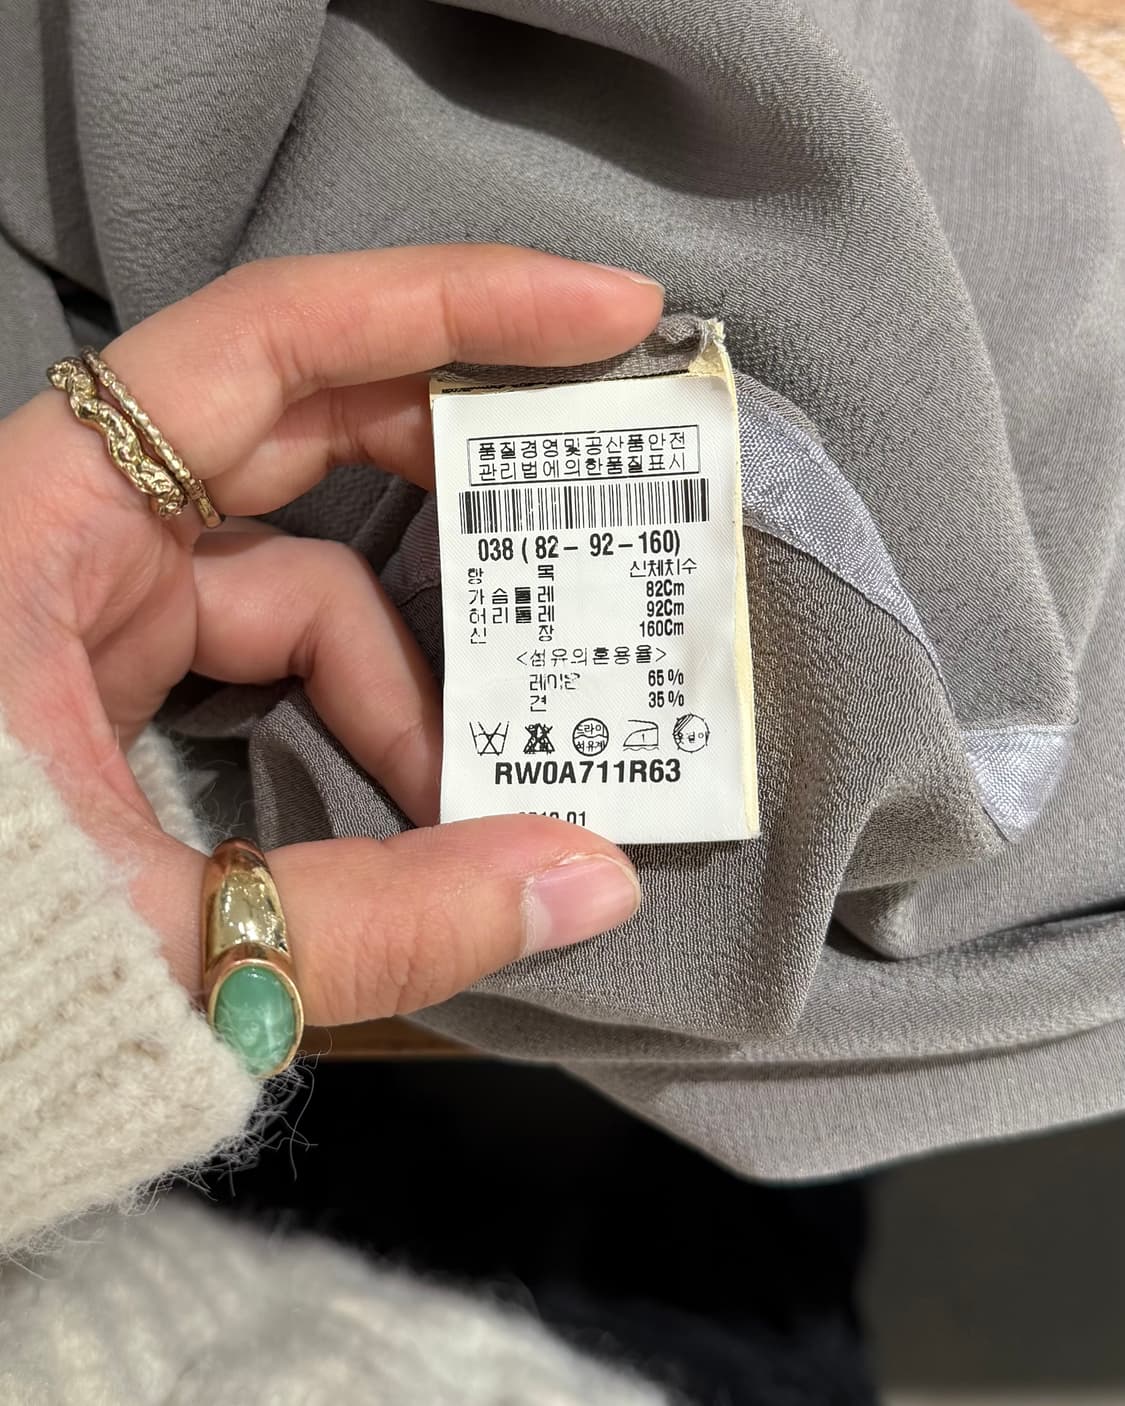 품질경영및공산품안전
관리법에의한품질표시
038 ( 82 - 92 - 160)
항 목 신체치수
가슴둘레 82Cm
허리둘레 92Cm
신 장 160Cm
<섬유의혼용율>
레이온 65%
견 35%
드라이
석유계
RW0A711R63
01